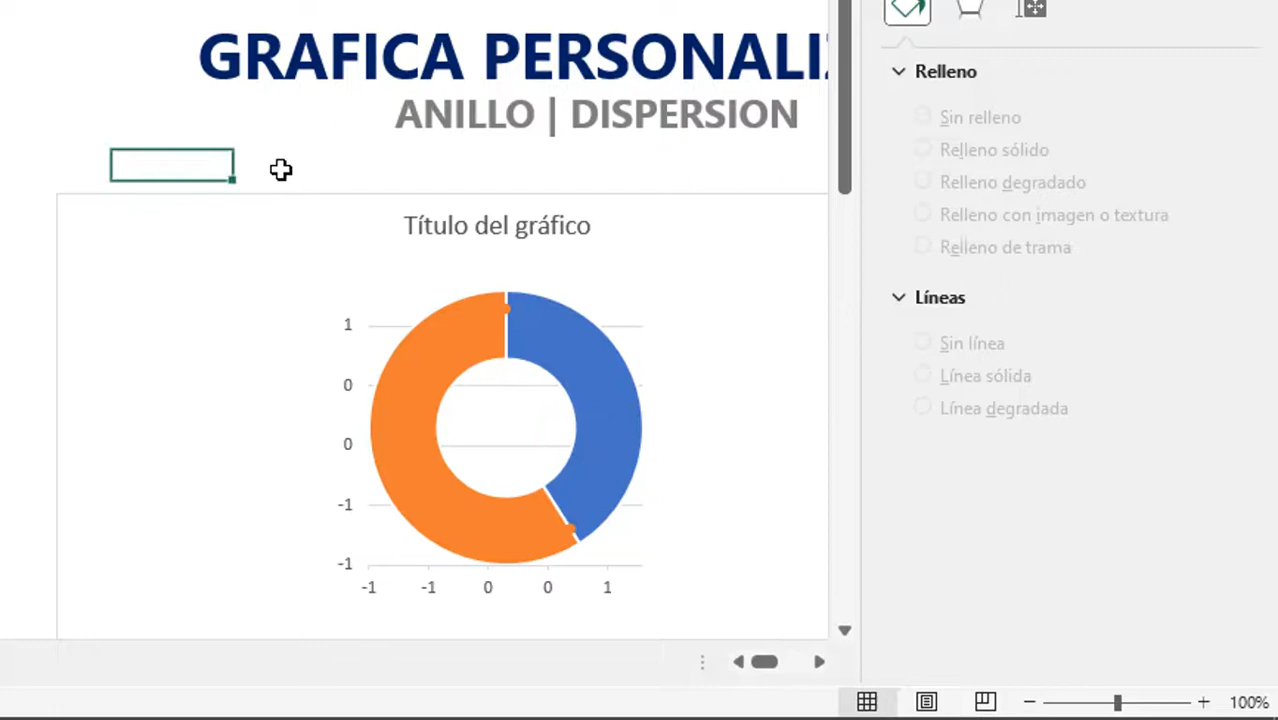 GRAFICA PERSONALIZ
ANILLO | DISPERSION
Título del gráfico
1
0
0
-1
-1
-1
-1
0
0
1
Relleno
Sin relleno
Relleno sólido
Relleno degradado
Relleno con imagen o textura
Relleno de trama
Líneas
Sin línea
Línea sólida
Línea degradada
100%